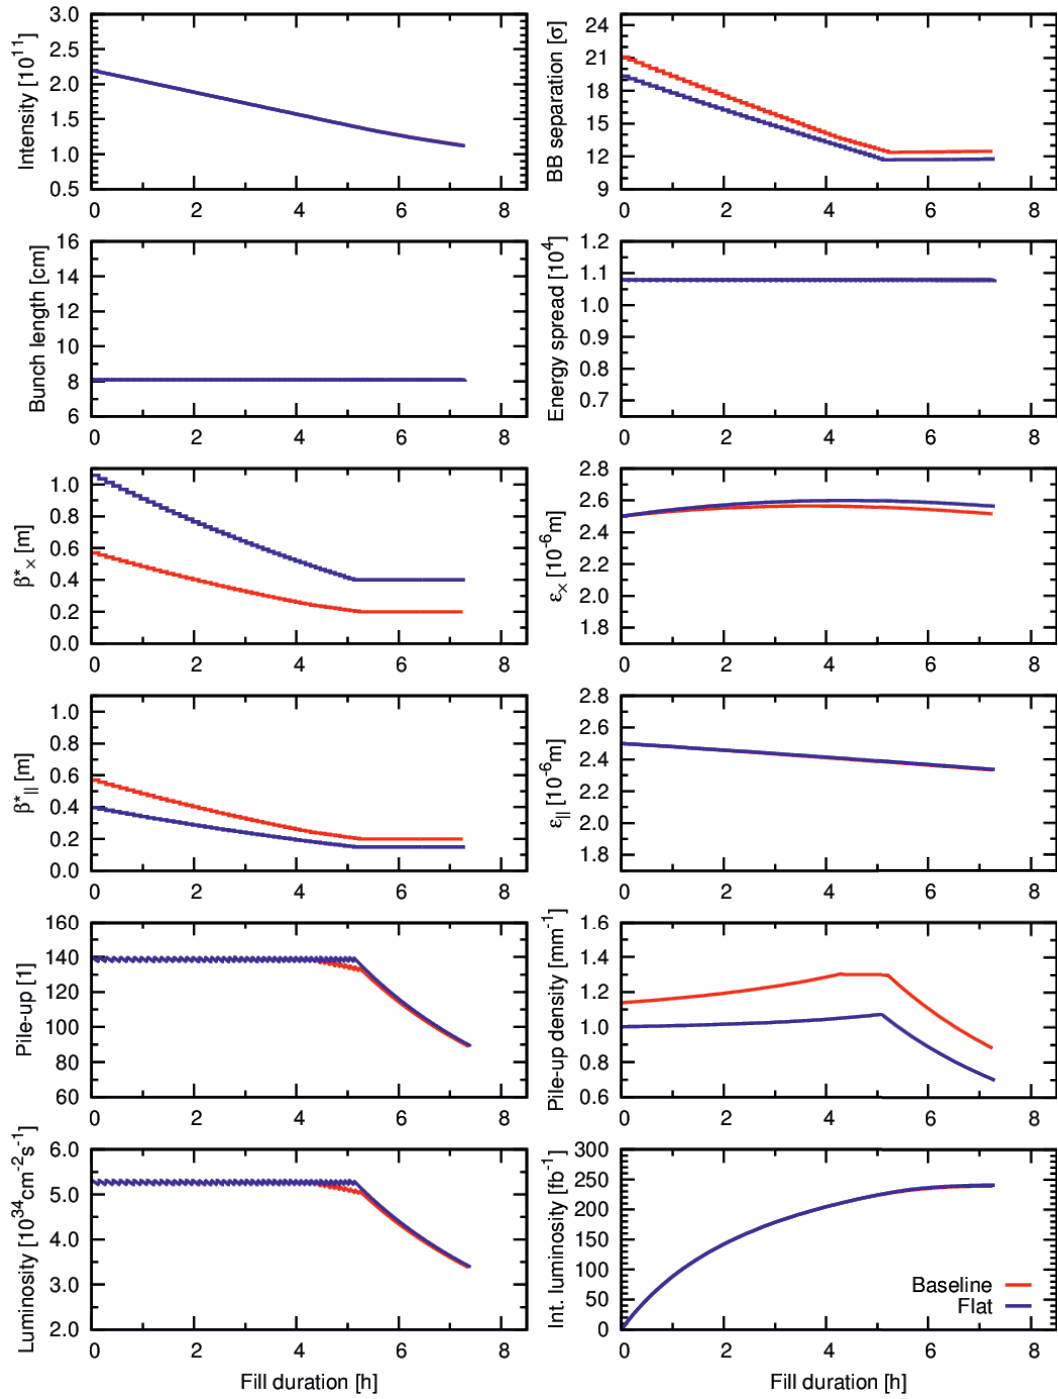 Intensity [10^11]
3.0
2.5
2.0
1.5
1.0
0.5
0 2 4 6 8
BB separation [σ]
24
21
18
15
12
9
0 2 4 6 8
Bunch length [cm]
16
14
12
10
8
6
0 2 4 6 8
Energy spread [10^4]
1.2
1.1
1.0
0.9
0.8
0.7
0 2 4 6 8
β*× [m]
1.0
0.8
0.6
0.4
0.2
0.0
0 2 4 6 8
ε× [10^-6m]
2.8
2.6
2.4
2.2
2.0
1.8
0 2 4 6 8
β*|| [m]
1.0
0.8
0.6
0.4
0.2
0.0
0 2 4 6 8
ε|| [10^-6m]
2.8
2.6
2.4
2.2
2.0
1.8
0 2 4 6 8
Pile-up [1]
160
140
120
100
80
60
0 2 4 6 8
Pile-up density [mm^-1]
1.6
1.4
1.2
1.0
0.8
0.6
0 2 4 6 8
Luminosity [10^34cm^-2s^-1]
6.0
5.0
4.0
3.0
2.0
0 2 4 6 8
Fill duration [h]
Int. luminosity [fb^-1]
300
250
200
150
100
50
0
0 2 4 6 8
Baseline
Flat
Fill duration [h]